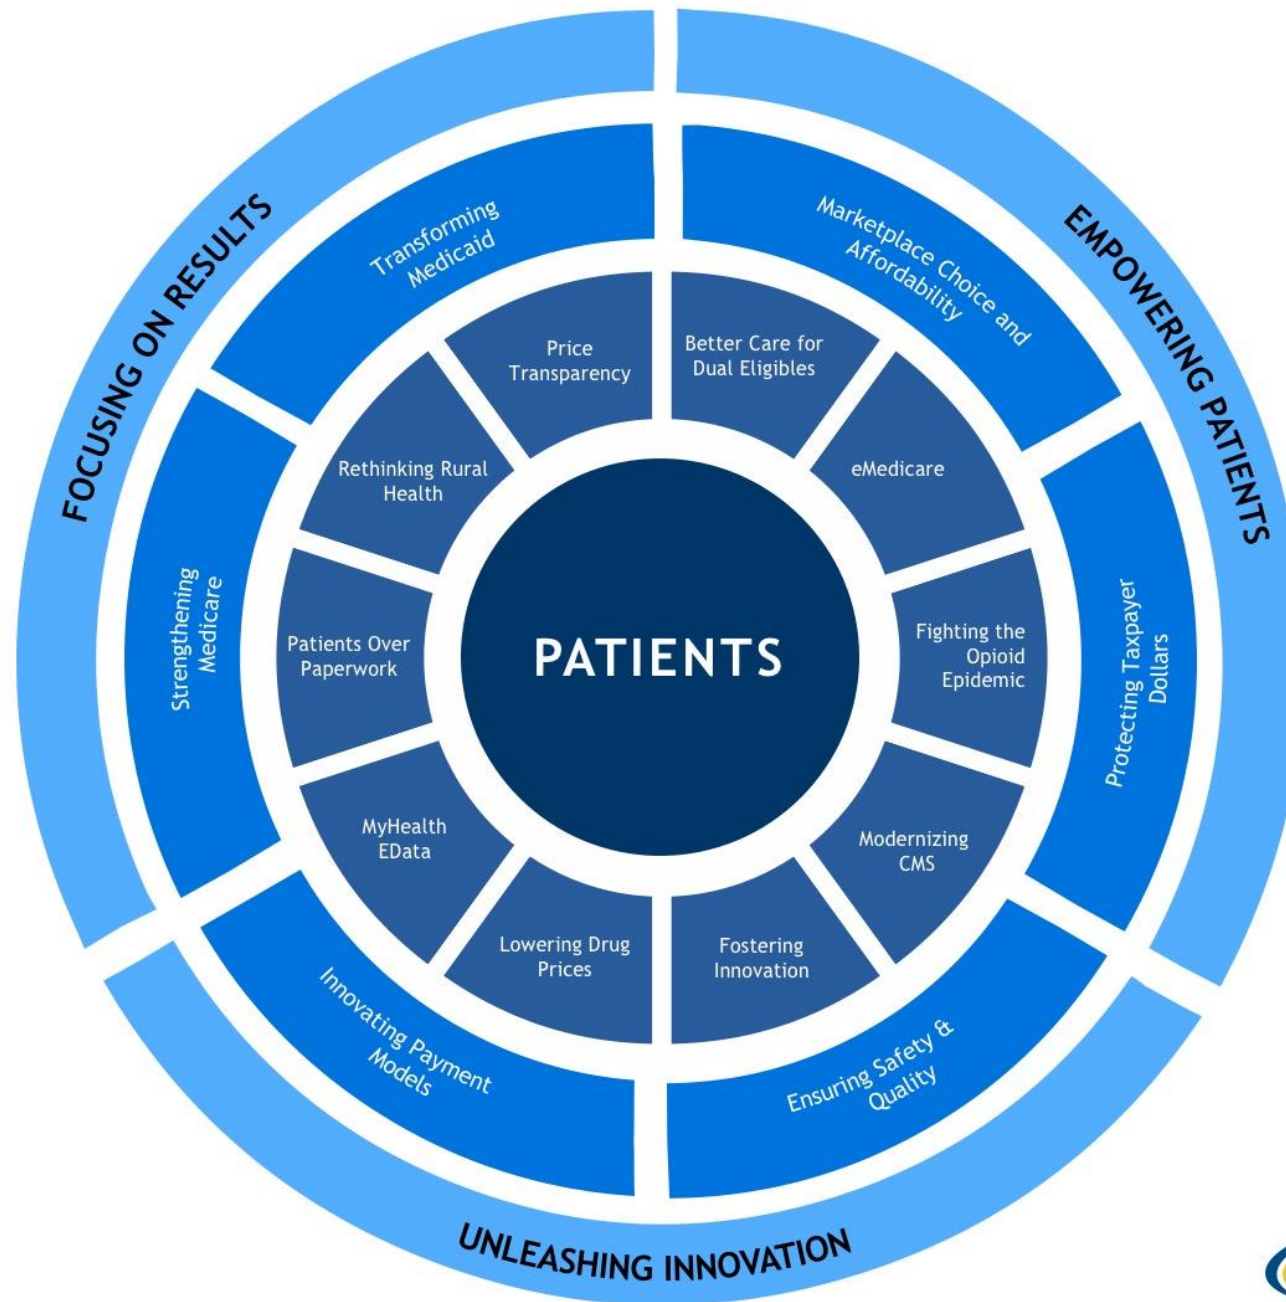 FOCUSING ON RESULTS
EMPOWERING PATIENTS
UNLEASHING INNOVATION
Transforming
Medicaid
Marketplace Choice and
Affordability
Protecting Taxpayer
Dollars
Ensuring Safety &
Quality
Innovating Payment
Models
Strengthening
Medicare
Price
Transparency
Better Care for
Dual Eligibles
eMedicare
Fighting the
Opioid
Epidemic
Modernizing
CMS
Fostering
Innovation
Lowering Drug
Prices
MyHealth
EData
Patients Over
Paperwork
Rethinking Rural
Health
PATIENTS